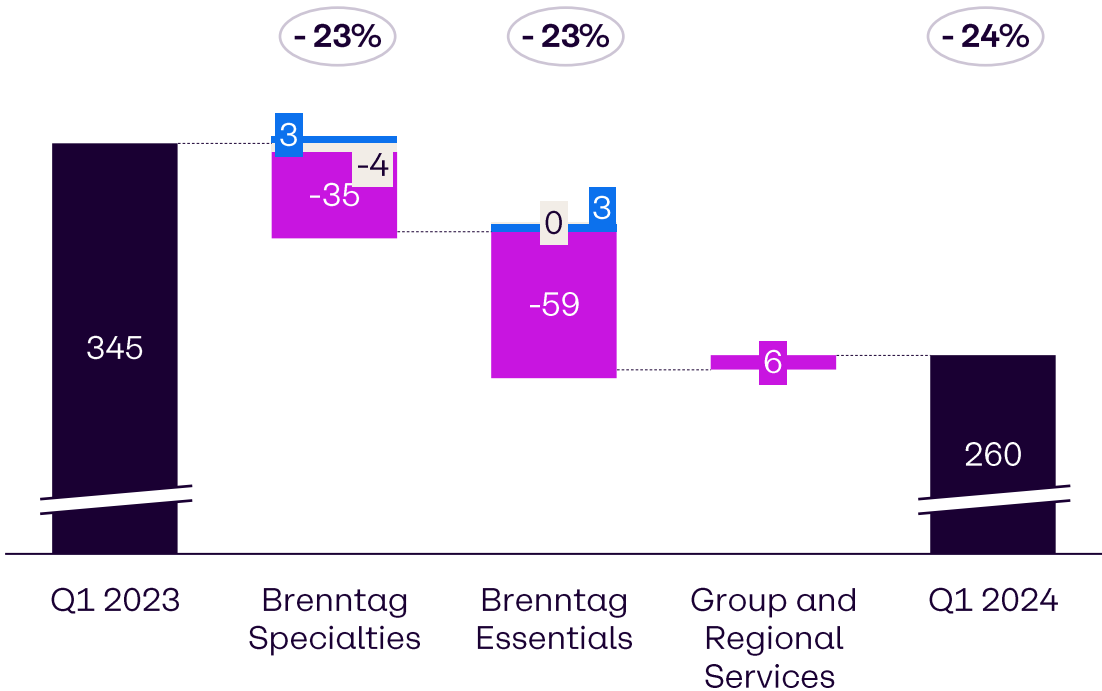 - 23%
- 23%
- 24%
3
-4
-35
3
0
-59
345
6
260
Q1 2023
Brenntag
Specialties
Brenntag
Essentials
Group and
Regional
Services
Q1 2024